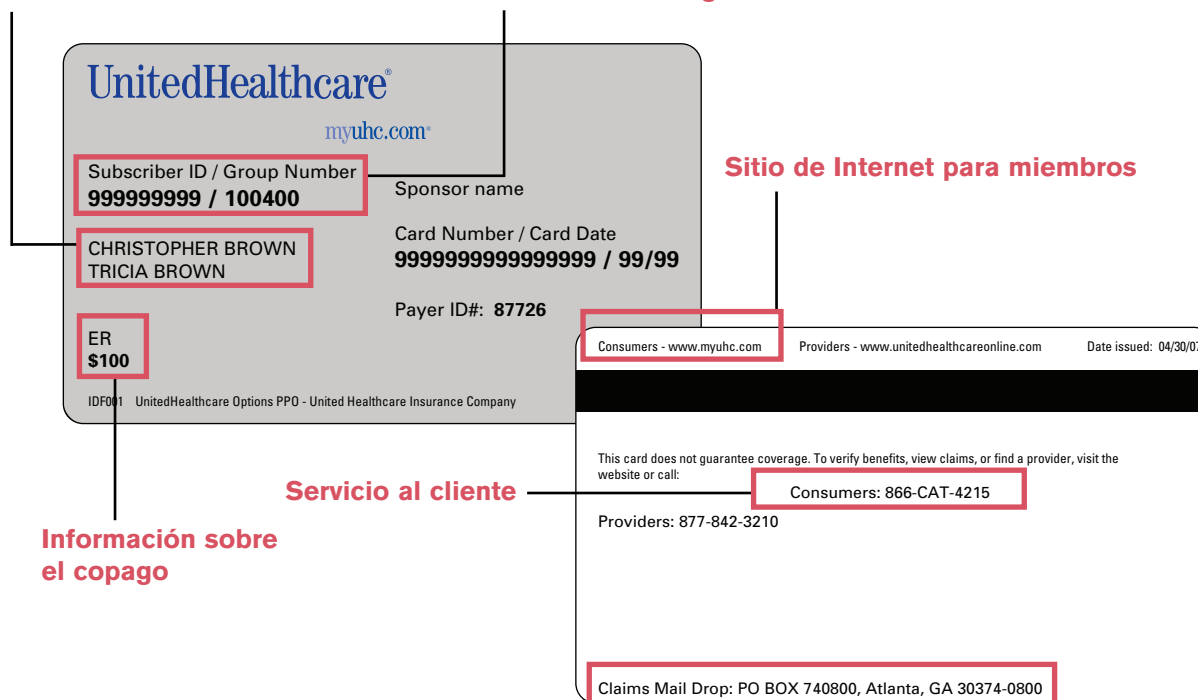 UnitedHealthcare®
myuhc.com
Subscriber ID / Group Number
999999999 / 100400
Sponsor name
CHRISTOPHER BROWN
TRICIA BROWN
Card Number / Card Date
9999999999999999 / 99/99
Payer ID#: 87726
ER
$100
IDF001 UnitedHealthcare Options PPO - United Healthcare Insurance Company
Sitio de Internet para miembros
Consumers - www.myuhc.com Providers - www.unitedhealthcareonline.com Date issued: 04/30/07
This card does not guarantee coverage. To verify benefits, view claims, or find a provider, visit the
website or call:
Servicio al cliente
Consumers: 866-CAT-4215
Providers: 877-842-3210
Información sobre
el copago
Claims Mail Drop: PO BOX 740800, Atlanta, GA 30374-0800